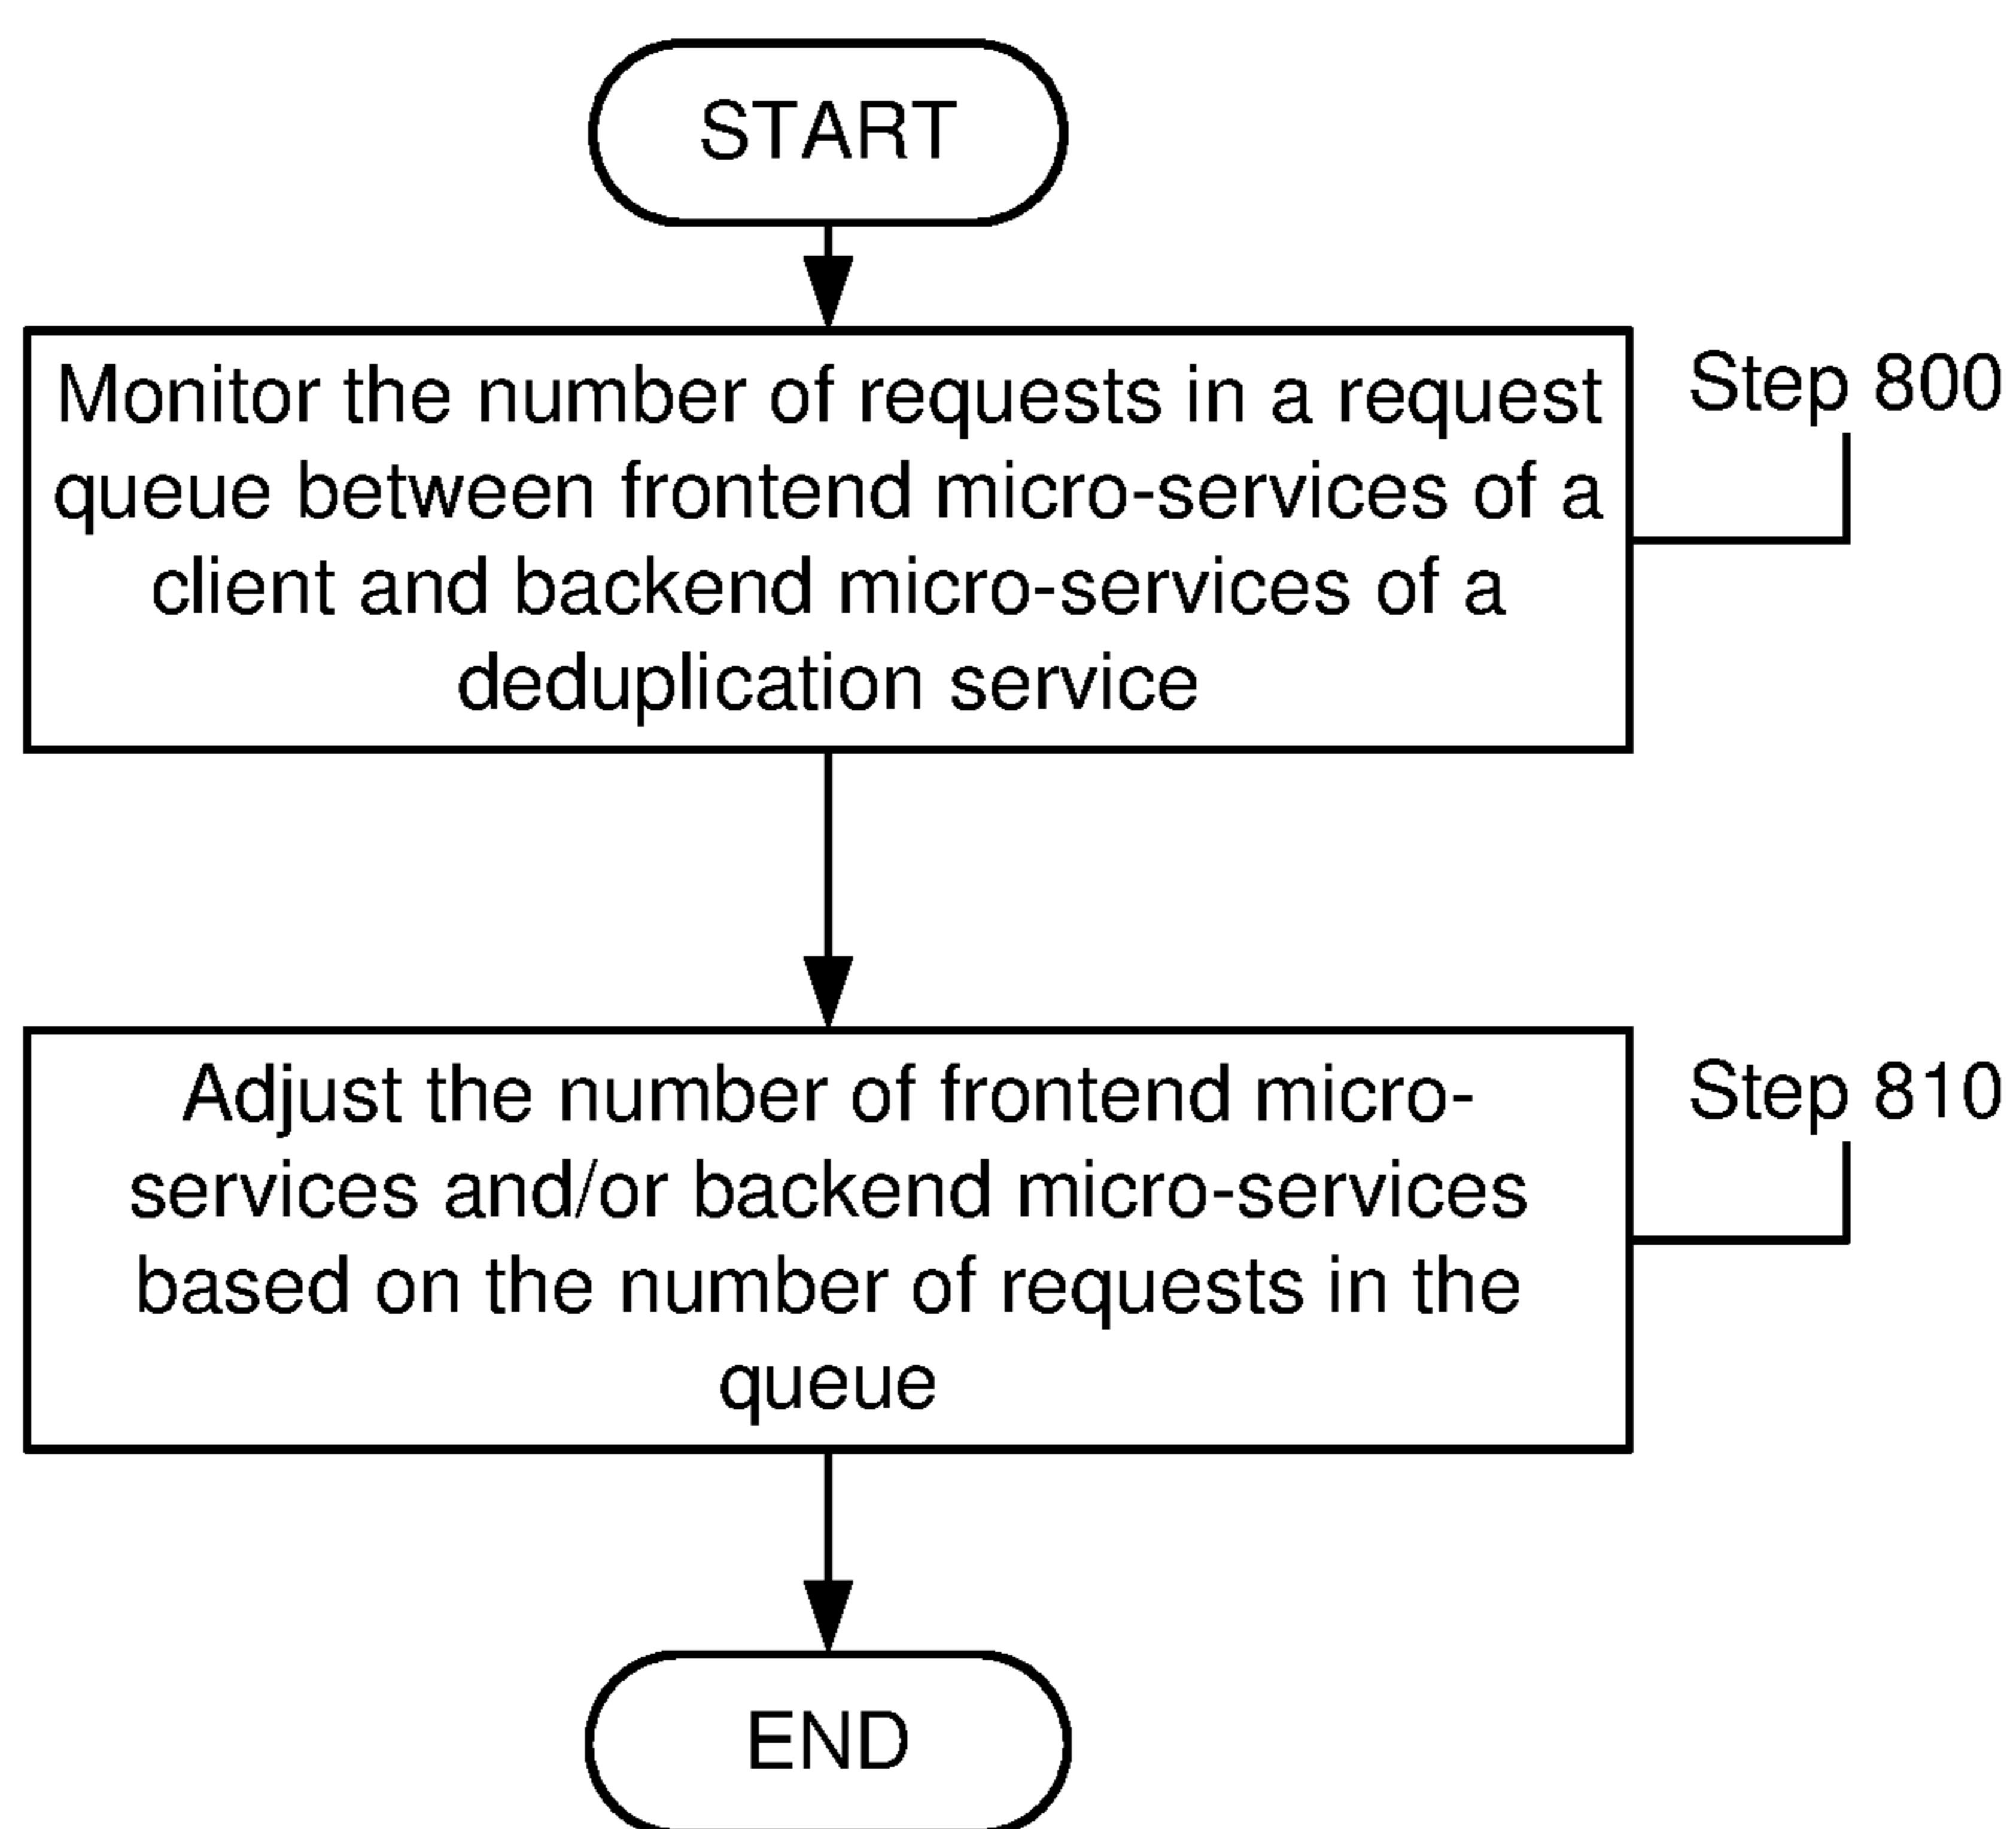 START
Monitor the number of requests in a request
queue between frontend micro-services of a
client and backend micro-services of a
deduplication service
Step 800
Adjust the number of frontend micro-
services and/or backend micro-services
based on the number of requests in the
queue
Step 810
END